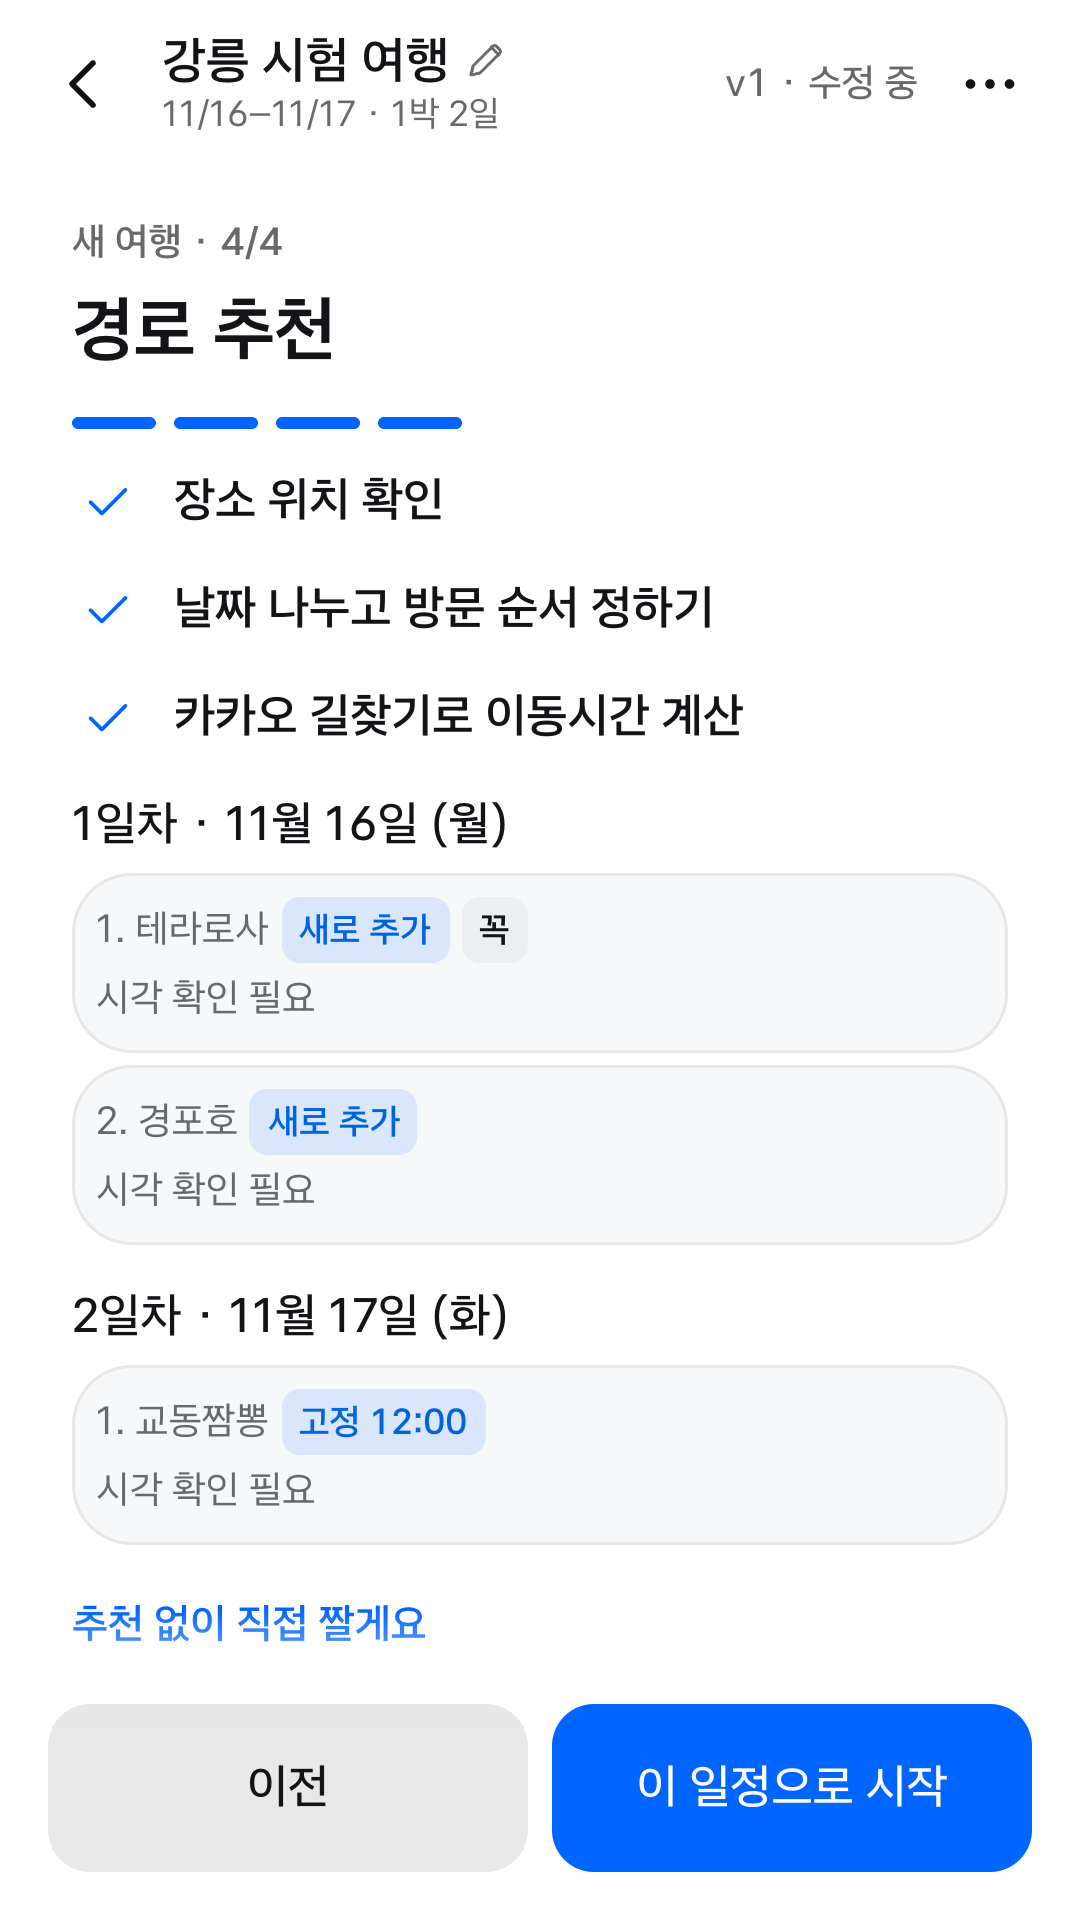 강릉 시험 여행
11/16–11/17 · 1박 2일
v1 · 수정 중
새 여행 · 4/4
경로 추천
장소 위치 확인
날짜 나누고 방문 순서 정하기
카카오 길찾기로 이동시간 계산
1일차 · 11월 16일 (월)
1. 테라로사 새로 추가 꼭
시각 확인 필요
2. 경포호 새로 추가
시각 확인 필요
2일차 · 11월 17일 (화)
1. 교동짬뽕 고정 12:00
시각 확인 필요
추천 없이 직접 짤게요
이전
이 일정으로 시작